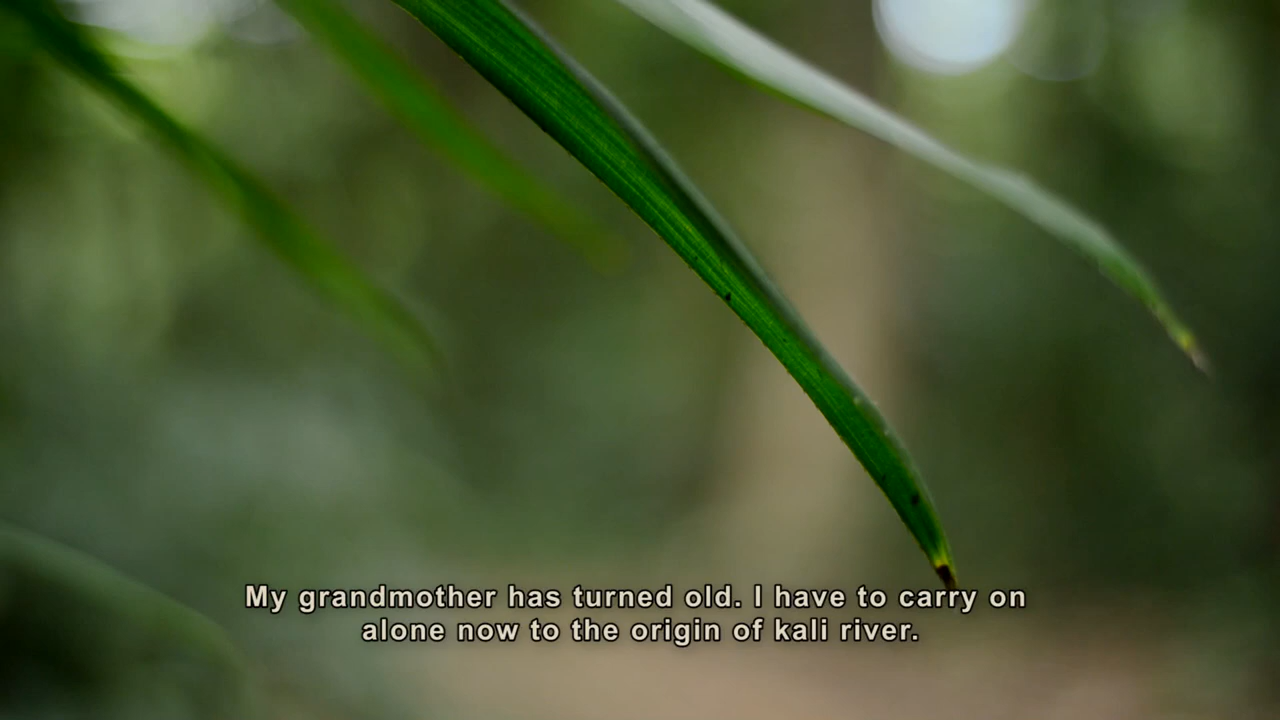 My grandmother has turned old. I have to carry on
alone now to the origin of kali river.